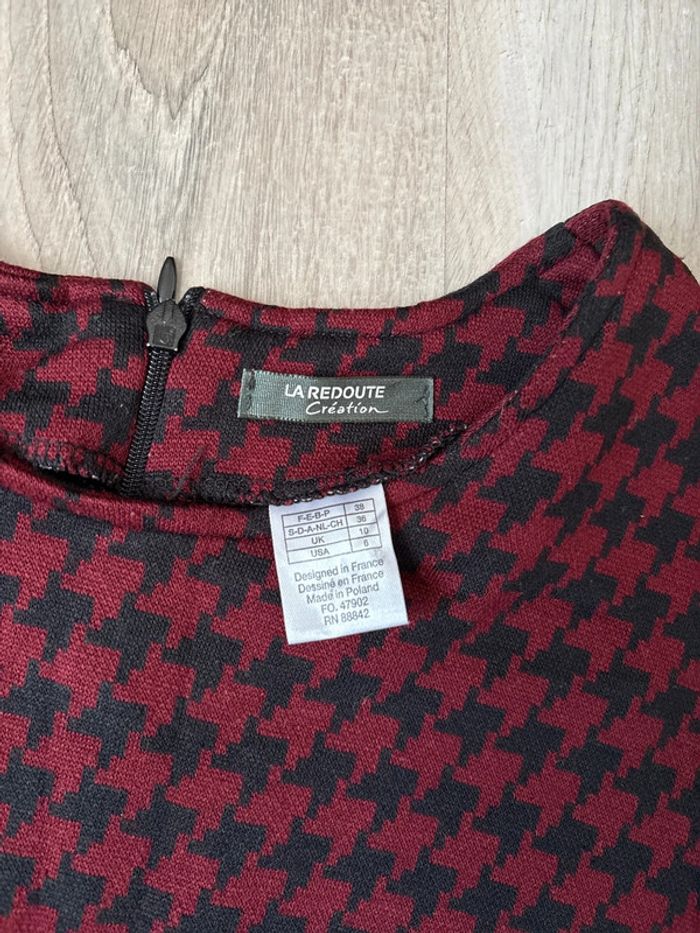 LA REDOUTE
Création
F-E-B-P 38
S-D-A-NL-CH 36
UK 10
USA 6
Designed in France
Dessiné en France
Made in Poland
FO. 47902
RN 88842